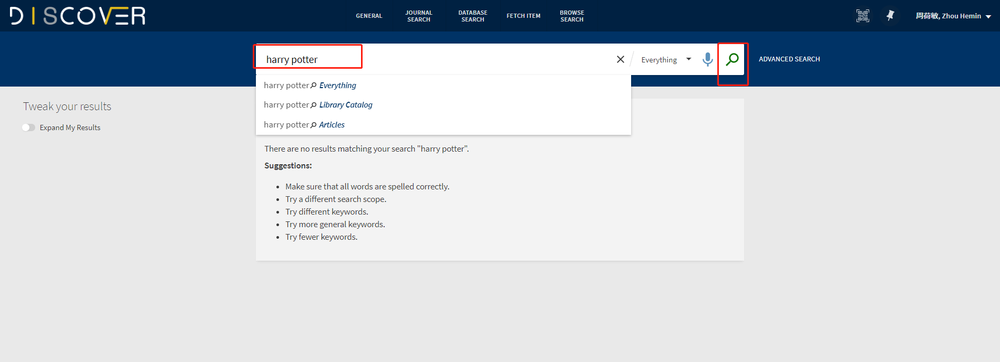 DISCOVER
GENERAL
JOURNAL
SEARCH
DATABASE
SEARCH
FETCH ITEM
BROWSE
SEARCH
周荷敏, Zhou Hemin
harry potter
Everything
ADVANCED SEARCH
harry potter Everything
harry potter Library Catalog
harry potter Articles
Tweak your results
Expand My Results
There are no results matching your search "harry potter".
Suggestions:
• Make sure that all words are spelled correctly.
• Try a different search scope.
• Try different keywords.
• Try more general keywords.
• Try fewer keywords.